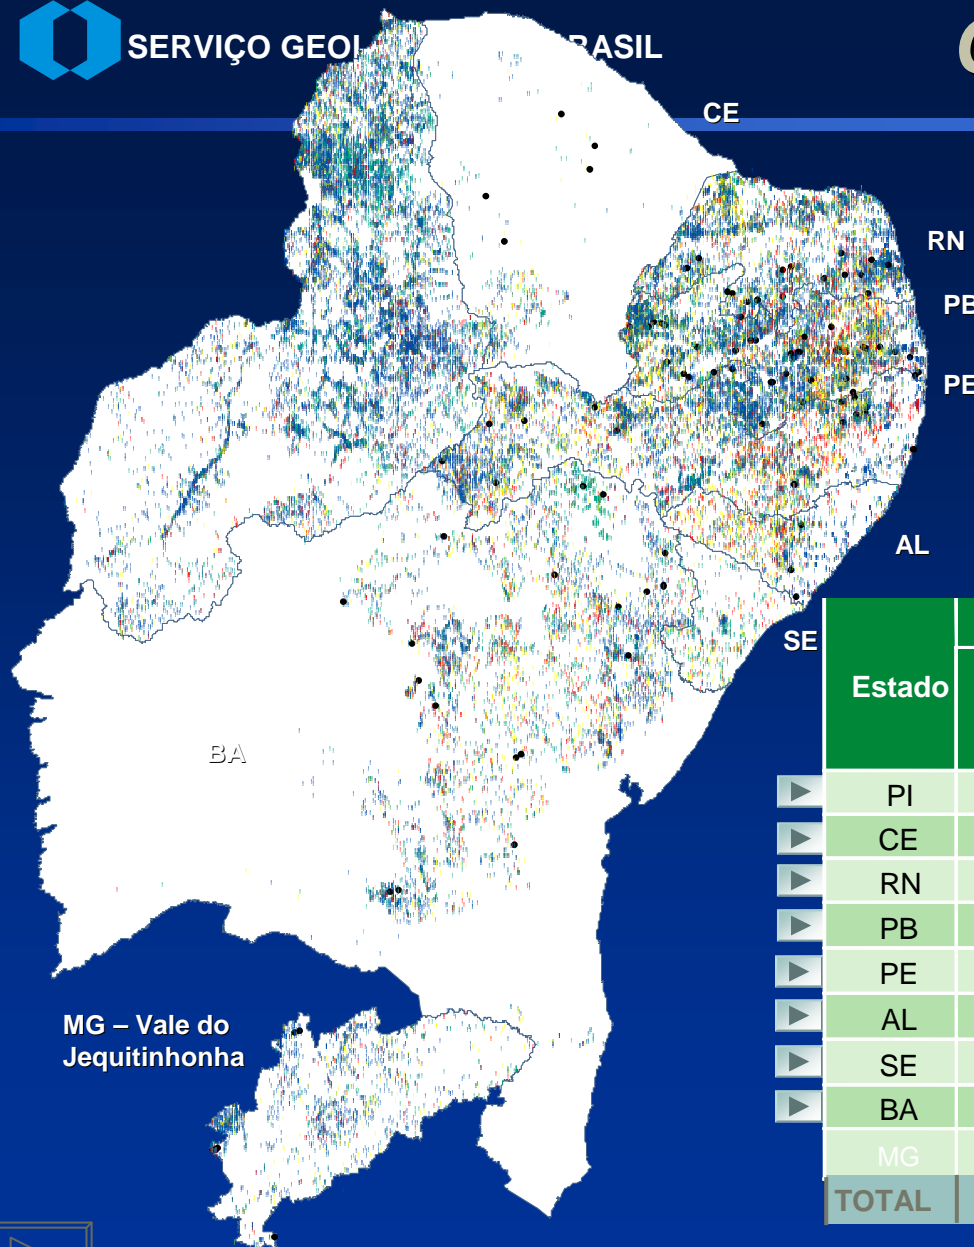 SERVIÇO GEOL
BASIL
CE
RN
PB
PE
AL
SE
BA
MG – Vale do
Jequitinhonha
Estado
PI
CE
RN
PB
PE
AL
SE
BA
MG
TOTAL